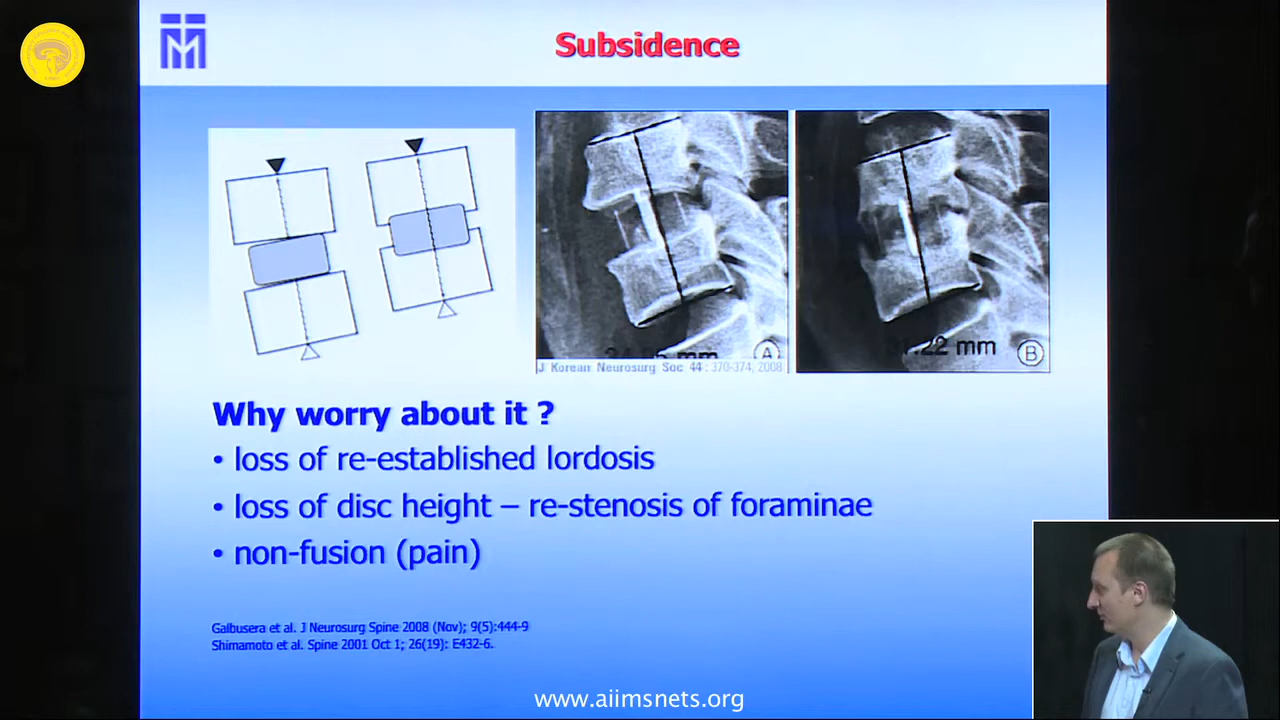 Subsidence
mm
A
J Korean Neurosurg Soc 44 : 370-374, 2008
.22 mm
B
Why worry about it ?
• loss of re-established lordosis
• loss of disc height – re-stenosis of foraminae
• non-fusion (pain)
Galbusera et al. J Neurosurg Spine 2008 (Nov); 9(5):444-9
Shimamoto et al. Spine 2001 Oct 1; 26(19): E432-6.
www.aiimsnets.org